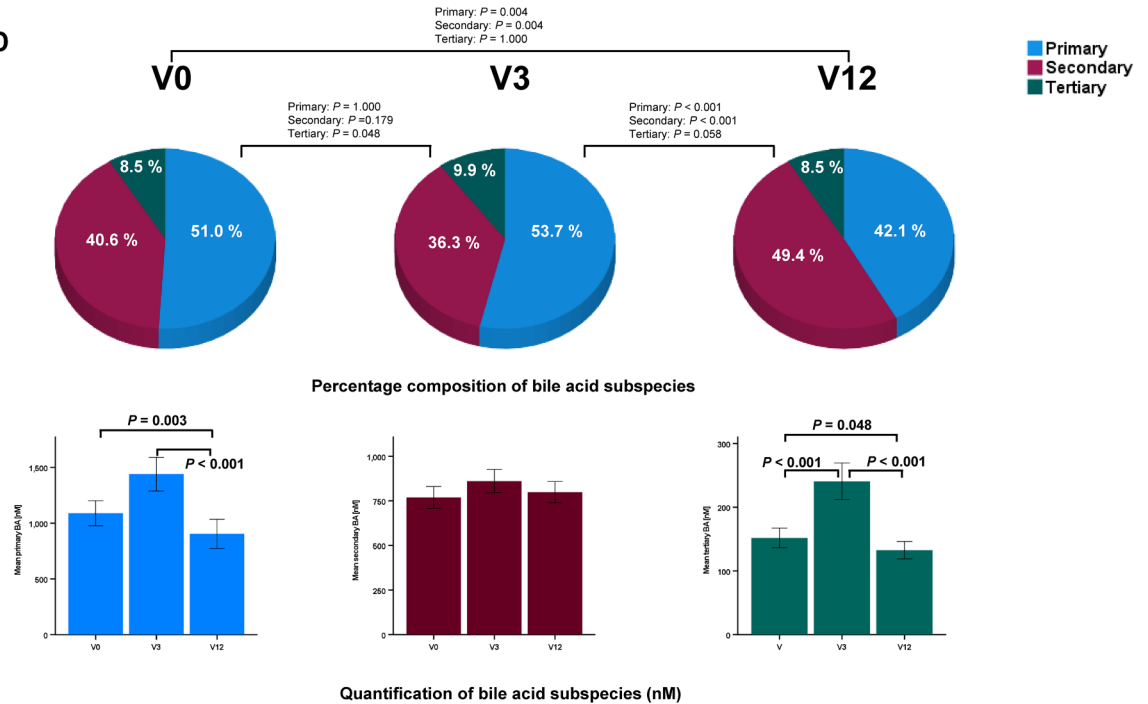 Primary: P = 0.004
Secondary: P = 0.004
Tertiary: P = 1.000
Primary
Secondary
Tertiary
V0
V3
V12
Primary: P = 1.000
Secondary: P =0.179
Tertiary: P = 0.048
Primary: P < 0.001
Secondary: P < 0.001
Tertiary: P = 0.058
8.5 %
40.6 %
51.0 %
9.9 %
36.3 %
53.7 %
8.5 %
49.4 %
42.1 %
Percentage composition of bile acid subspecies
P = 0.003
P < 0.001
Mean primary BA [nM]
1,500
1,000
500
0
V0
V3
V12
Mean secondary BA [nM]
1,000
750
500
250
0
V0
V3
V12
P = 0.048
P < 0.001
P < 0.001
Mean tertiary BA [nM]
300
200
100
0
V
V3
V12
Quantification of bile acid subspecies (nM)